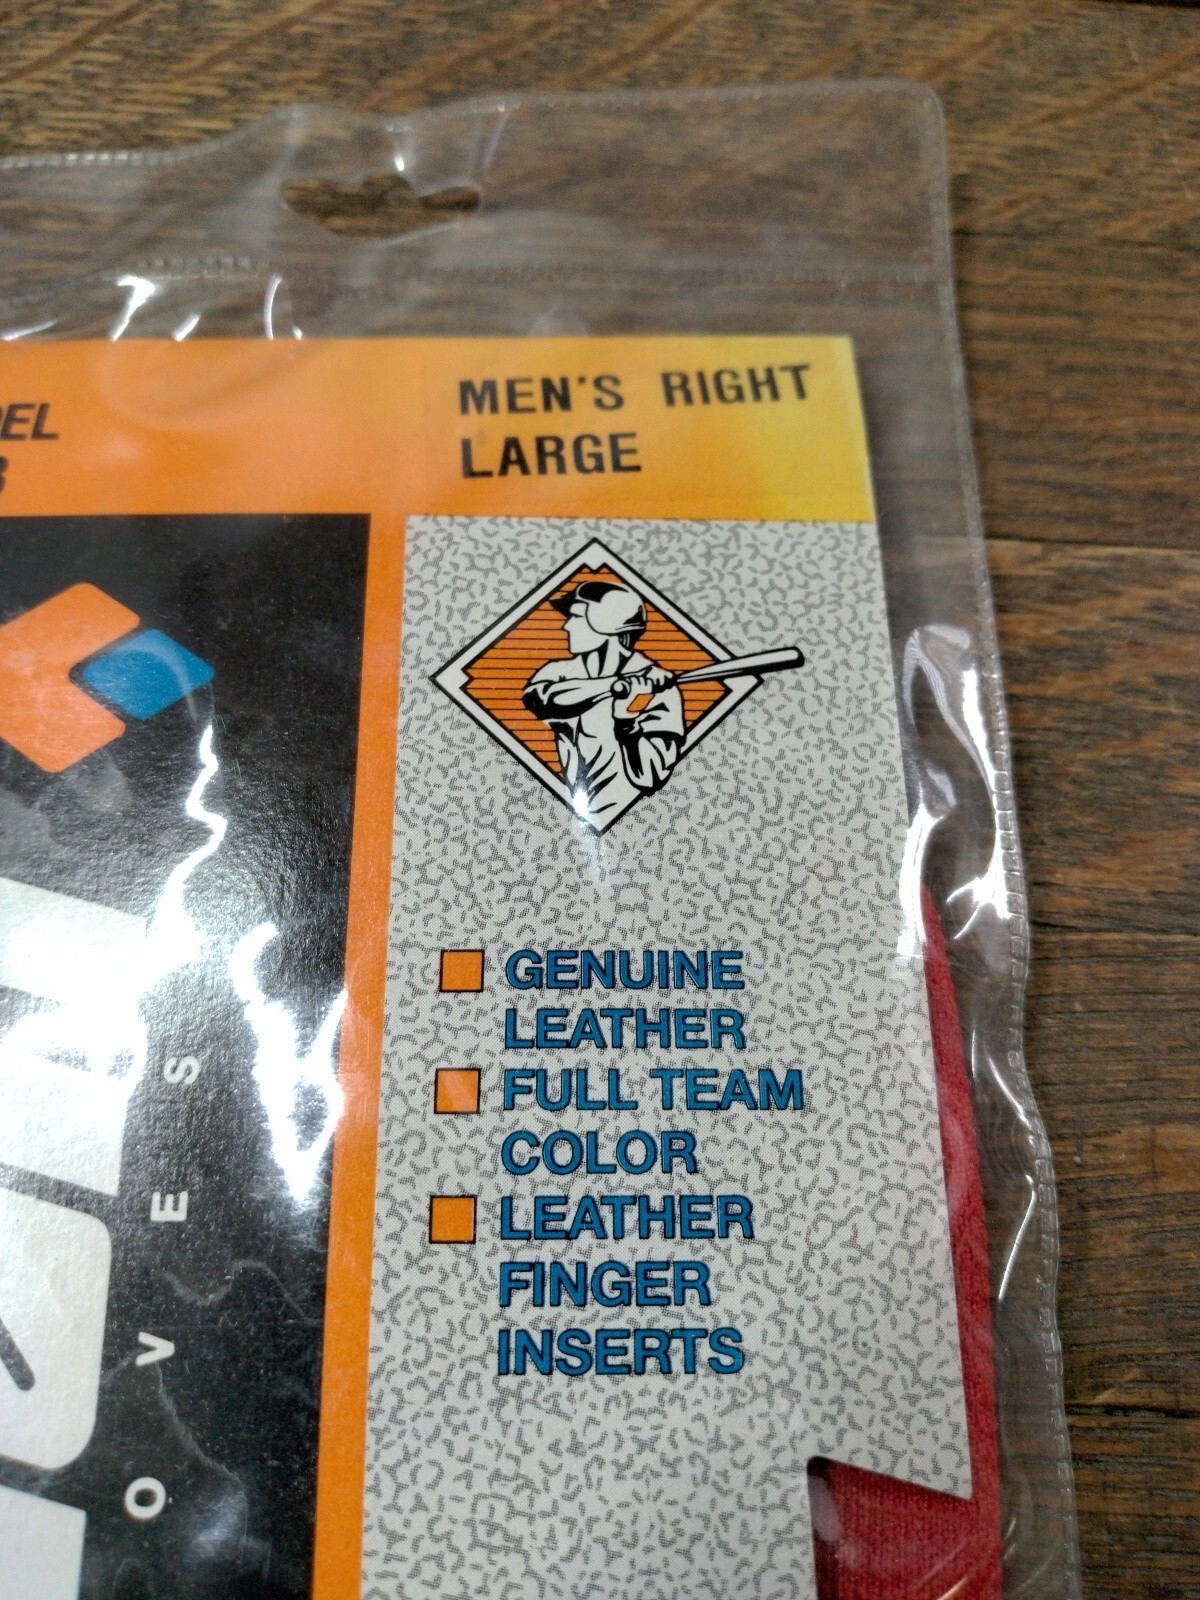 MEN'S RIGHT
LARGE
GENUINE
LEATHER
FULL TEAM
COLOR
LEATHER
FINGER
INSERTS